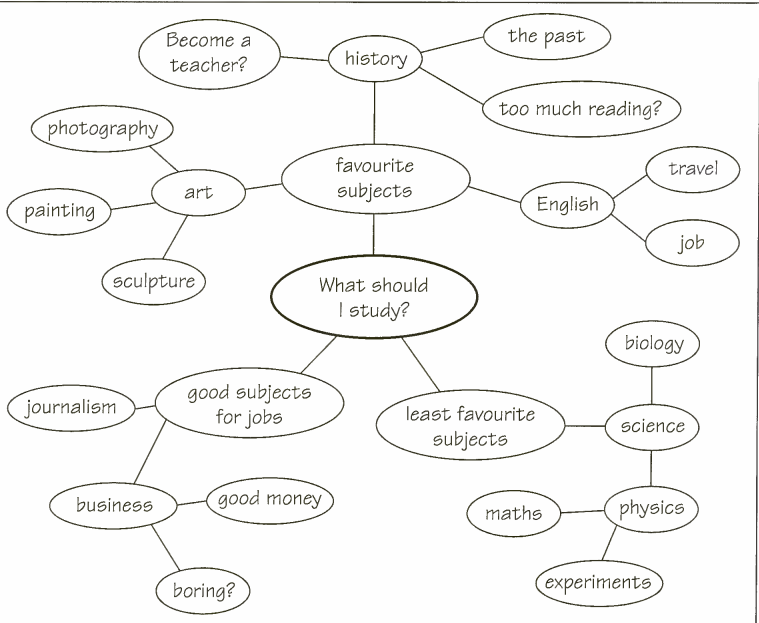 Become a
teacher?
history
the past
too much reading?
photography
favourite
subjects
travel
art
painting
English
job
sculpture
What should
I study?
biology
good subjects
for jobs
journalism
least favourite
subjects
science
business
good money
maths
physics
boring?
experiments